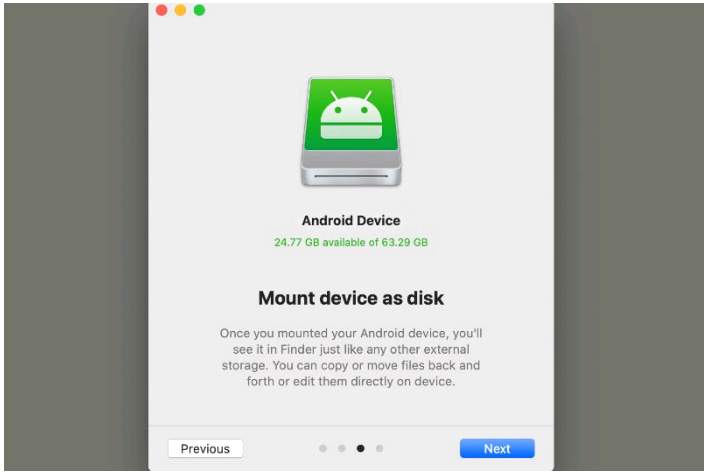 Android Device
24.77 GB available of 63.29 GB
Mount device as disk
Once you mounted your Android device, you'll
see it in Finder just like any other external
storage. You can copy or move files back and
forth or edit them directly on device.
Previous
Next